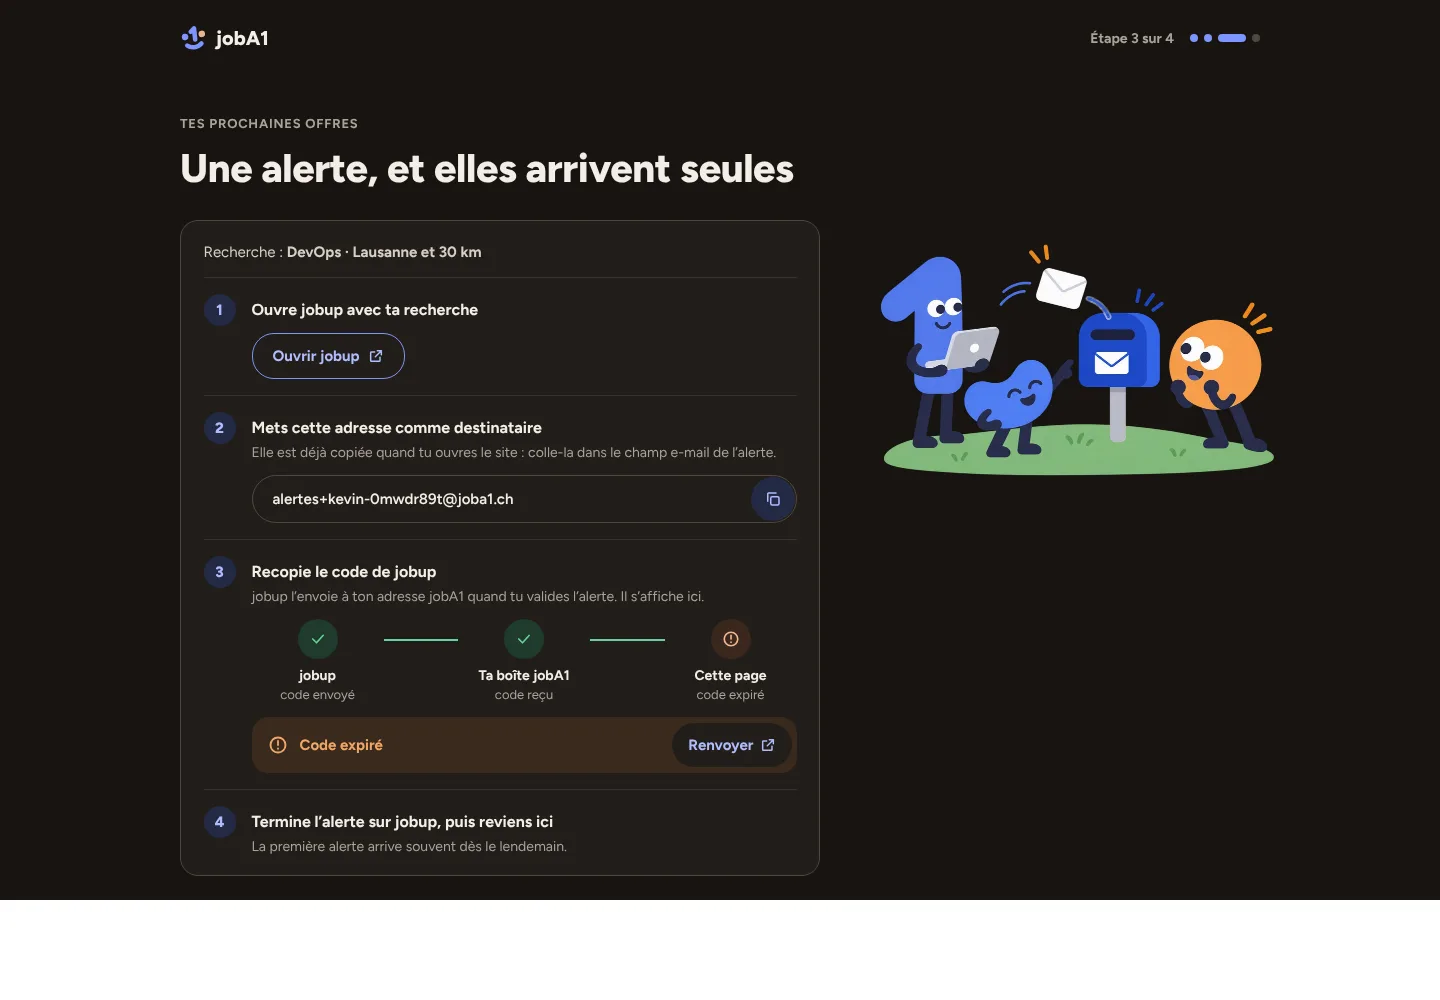 jobA1
Étape 3 sur 4
TES PROCHAINES OFFRES
Une alerte, et elles arrivent seules
Recherche : DevOps · Lausanne et 30 km
1
Ouvre jobup avec ta recherche
Ouvrir jobup
2
Mets cette adresse comme destinataire
Elle est déjà copiée quand tu ouvres le site : colle-la dans le champ e-mail de l’alerte.
alertes+kevin-0mwdr89t@joba1.ch
3
Recopie le code de jobup
jobup l’envoie à ton adresse jobA1 quand tu valides l’alerte. Il s’affiche ici.
jobup
code envoyé
Ta boîte jobA1
code reçu
Cette page
code expiré
Code expiré
Renvoyer
4
Termine l’alerte sur jobup, puis reviens ici
La première alerte arrive souvent dès le lendemain.